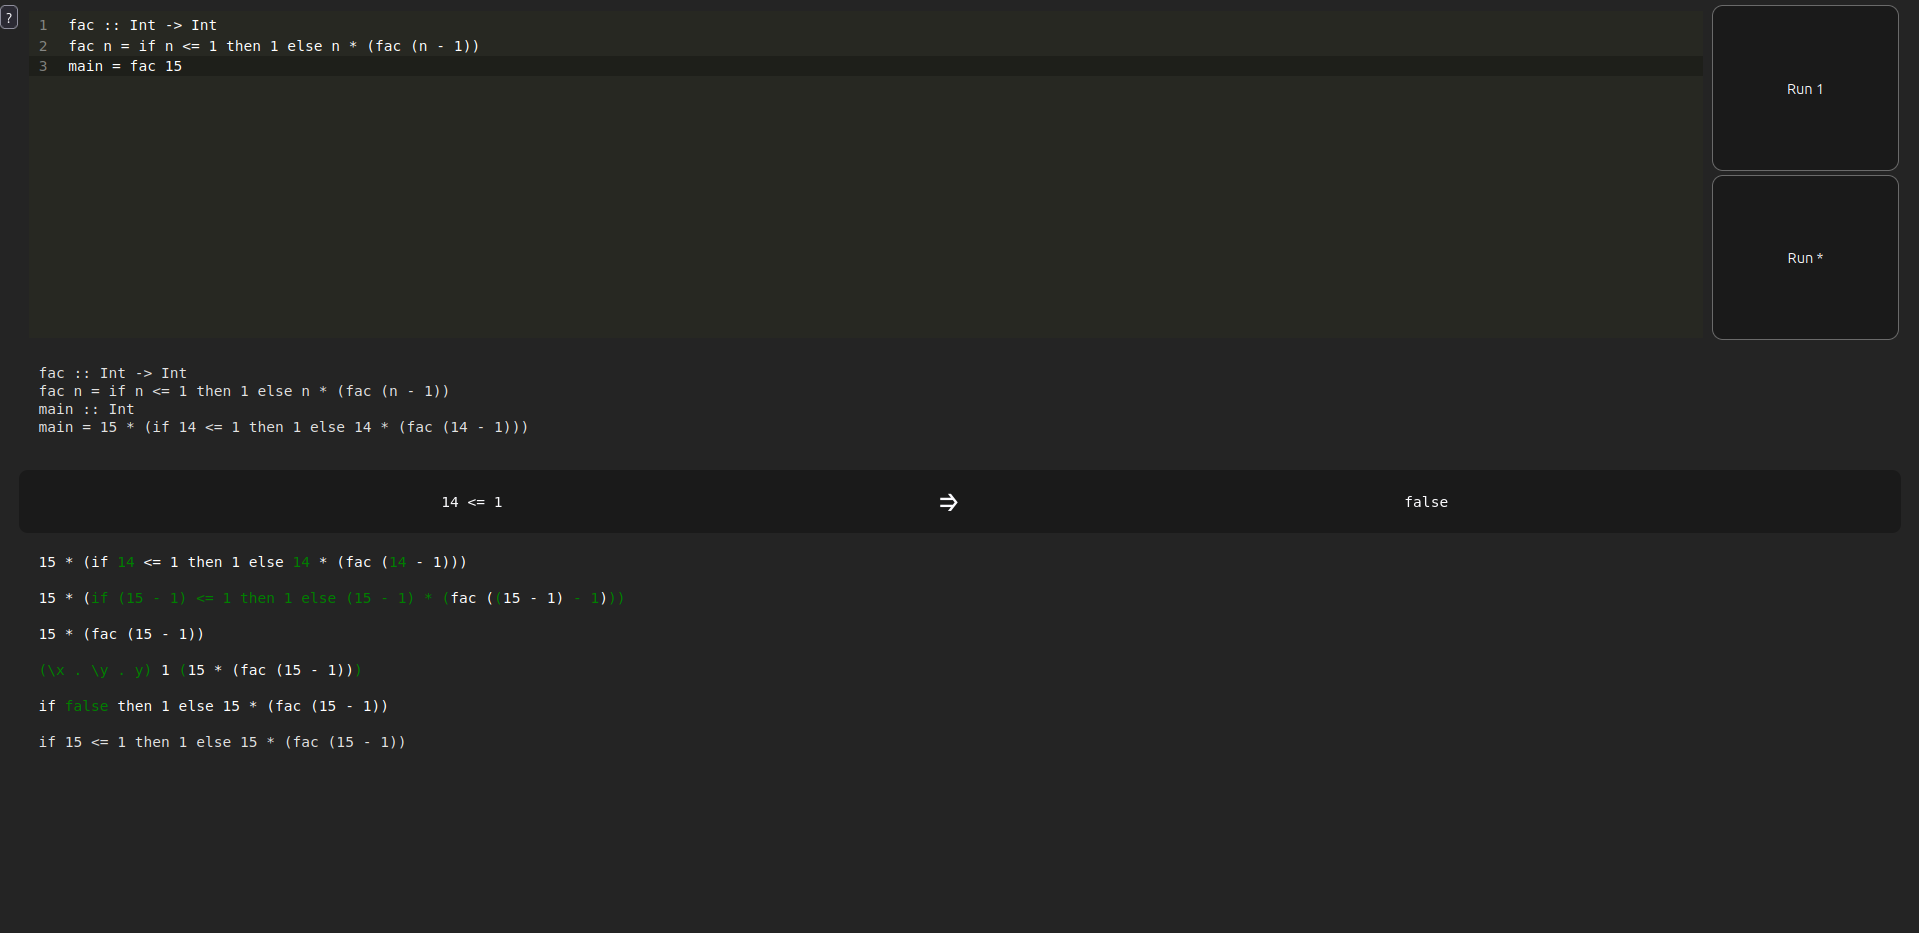 ?
1 fac :: Int -> Int
2 fac n = if n <= 1 then 1 else n * (fac (n - 1))
3 main = fac 15
Run 1
Run *
fac :: Int -> Int
fac n = if n <= 1 then 1 else n * (fac (n - 1))
main :: Int
main = 15 * (if 14 <= 1 then 1 else 14 * (fac (14 - 1)))
14 <= 1 ⇒ false
15 * (if 14 <= 1 then 1 else 14 * (fac (14 - 1)))
15 * (if (15 - 1) <= 1 then 1 else (15 - 1) * (fac ((15 - 1) - 1)))
15 * (fac (15 - 1))
(\x . \y . y) 1 (15 * (fac (15 - 1)))
if false then 1 else 15 * (fac (15 - 1))
if 15 <= 1 then 1 else 15 * (fac (15 - 1))